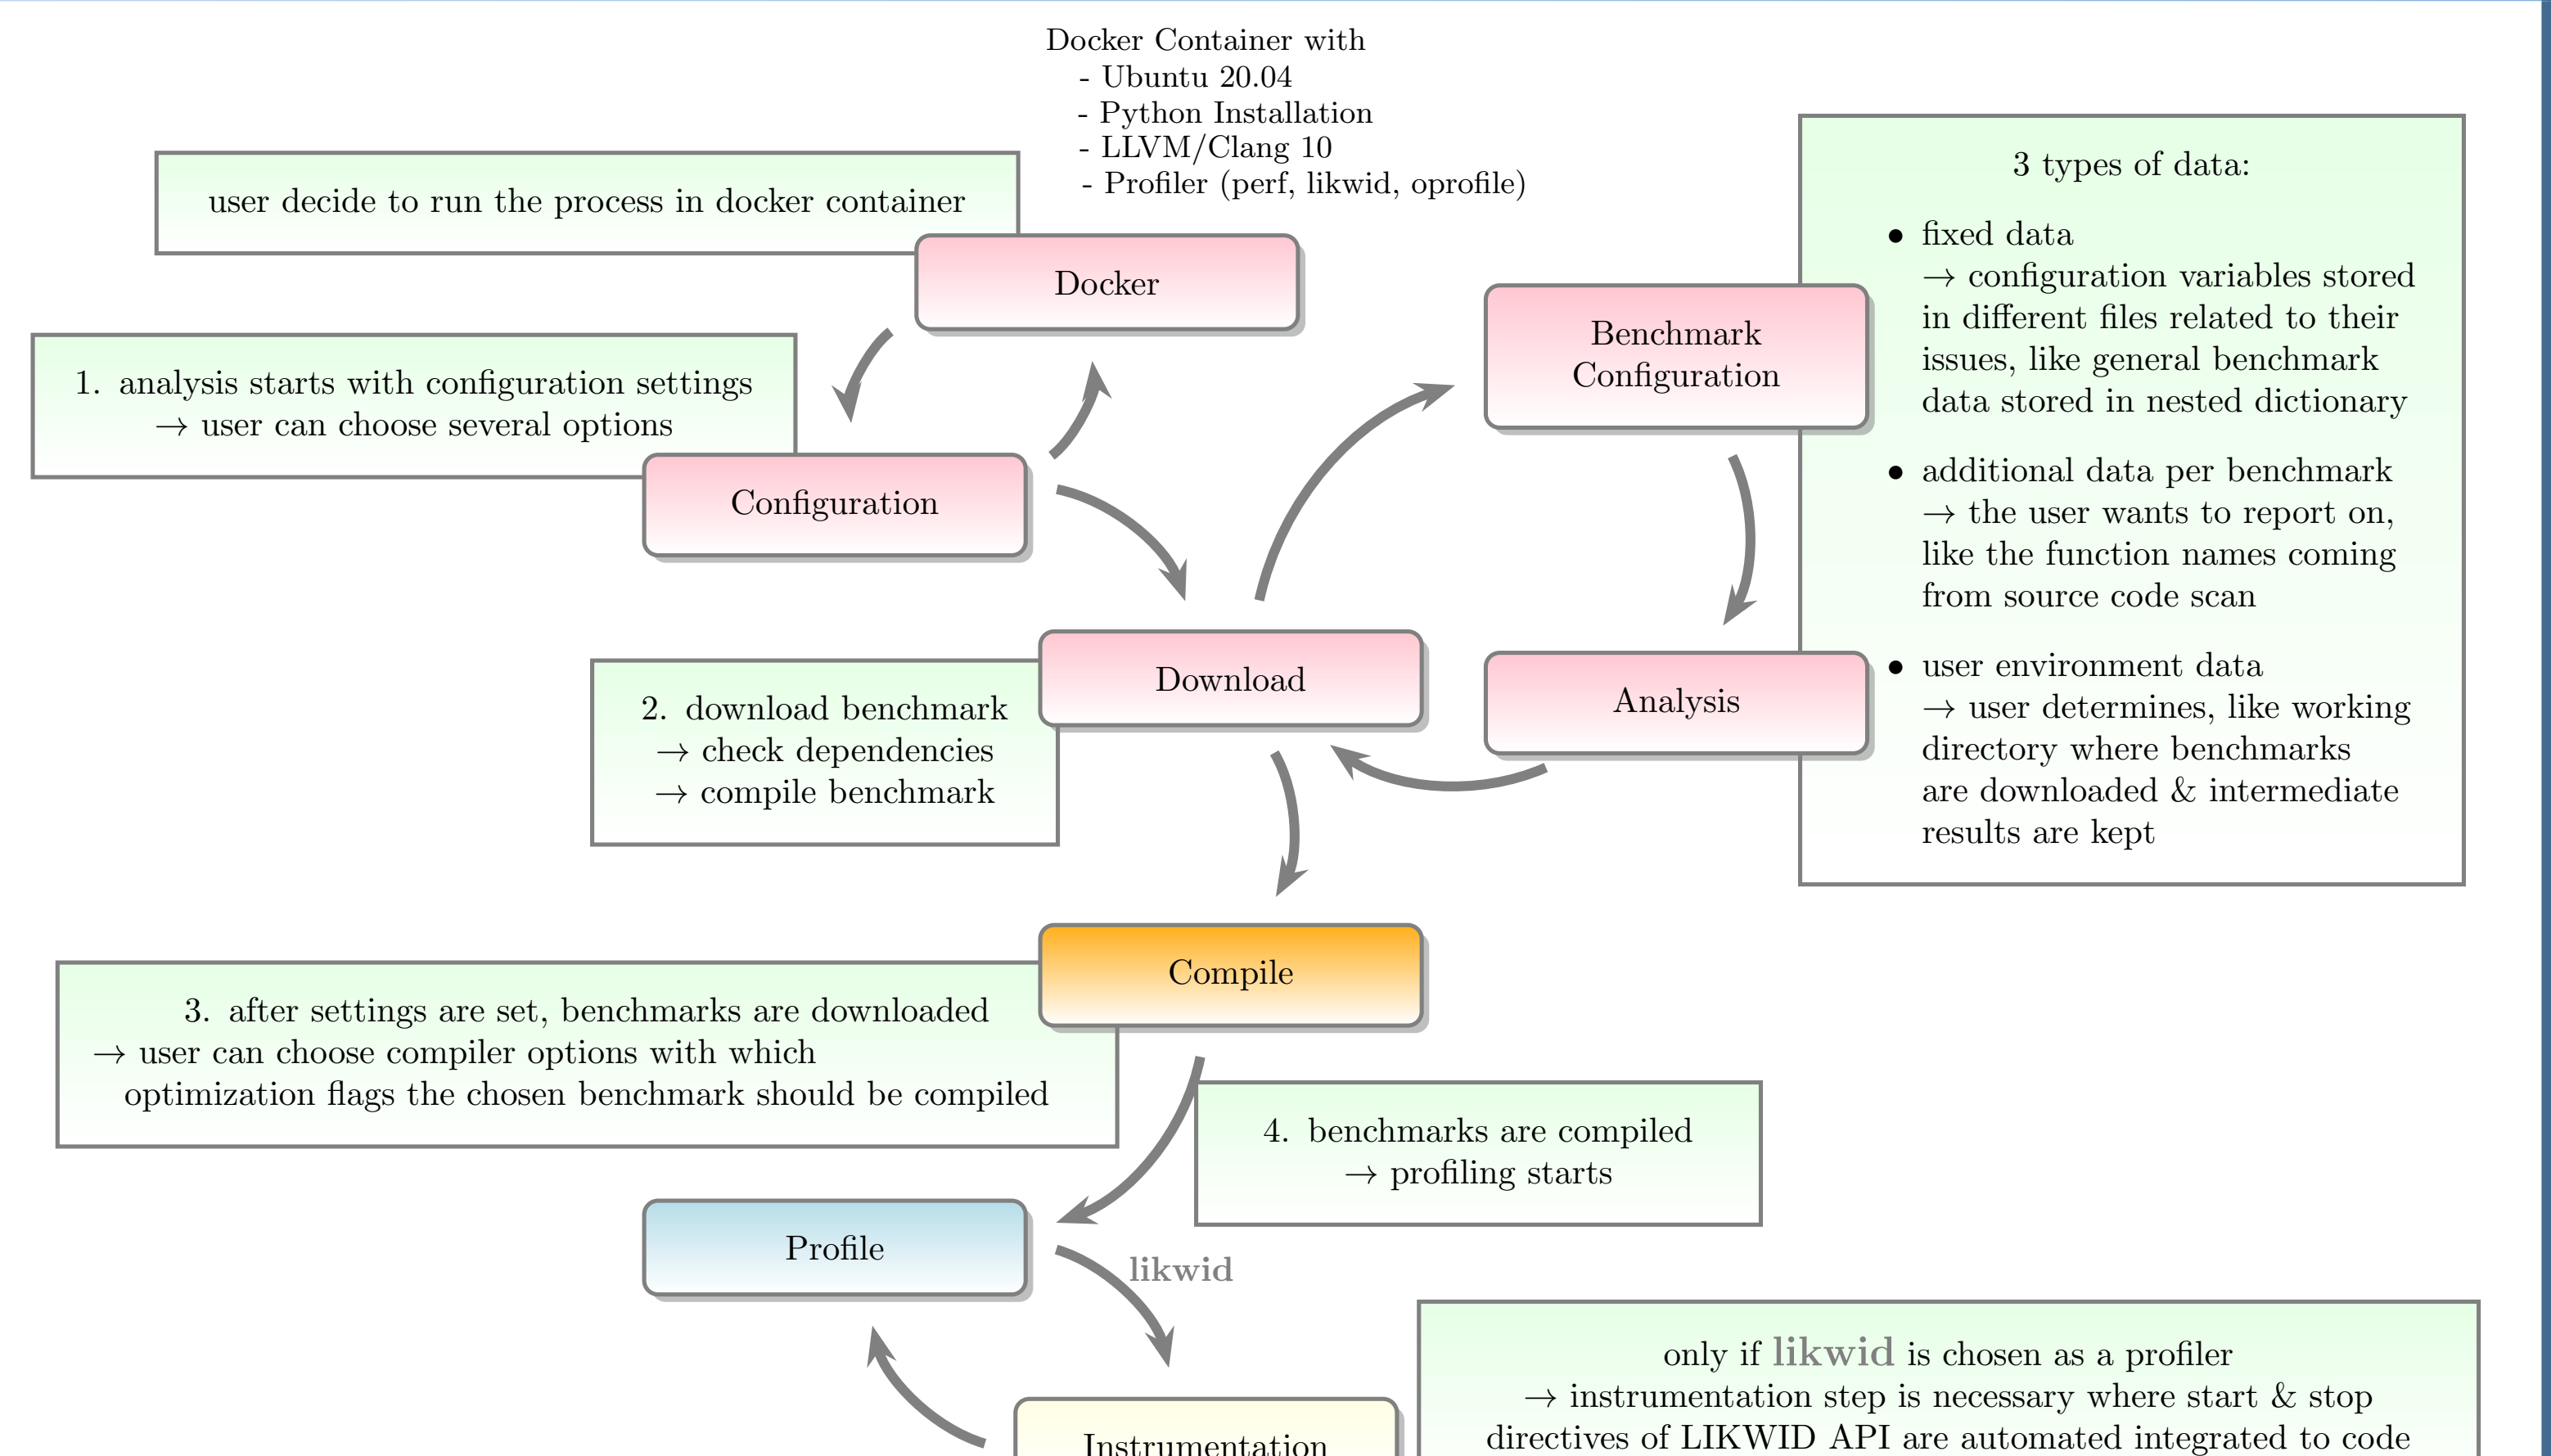 Docker Container with
- Ubuntu 20.04
- Python Installation
- LLVM/Clang 10
- Profiler (perf, likwid, oprofile)
user decide to run the process in docker container
Docker
1. analysis starts with configuration settings
→ user can choose several options
Configuration
Benchmark
Configuration
3 types of data:
• fixed data
→ configuration variables stored
in different files related to their
issues, like general benchmark
data stored in nested dictionary
• additional data per benchmark
→ the user wants to report on,
like the function names coming
from source code scan
• user environment data
→ user determines, like working
directory where benchmarks
are downloaded & intermediate
results are kept
Download
Analysis
2. download benchmark
→ check dependencies
→ compile benchmark
Compile
3. after settings are set, benchmarks are downloaded
→ user can choose compiler options with which
optimization flags the chosen benchmark should be compiled
4. benchmarks are compiled
→ profiling starts
Profile
likwid
only if likwid is chosen as a profiler
→ instrumentation step is necessary where start & stop
directives of LIKWID API are automated integrated to code
Instrumentation